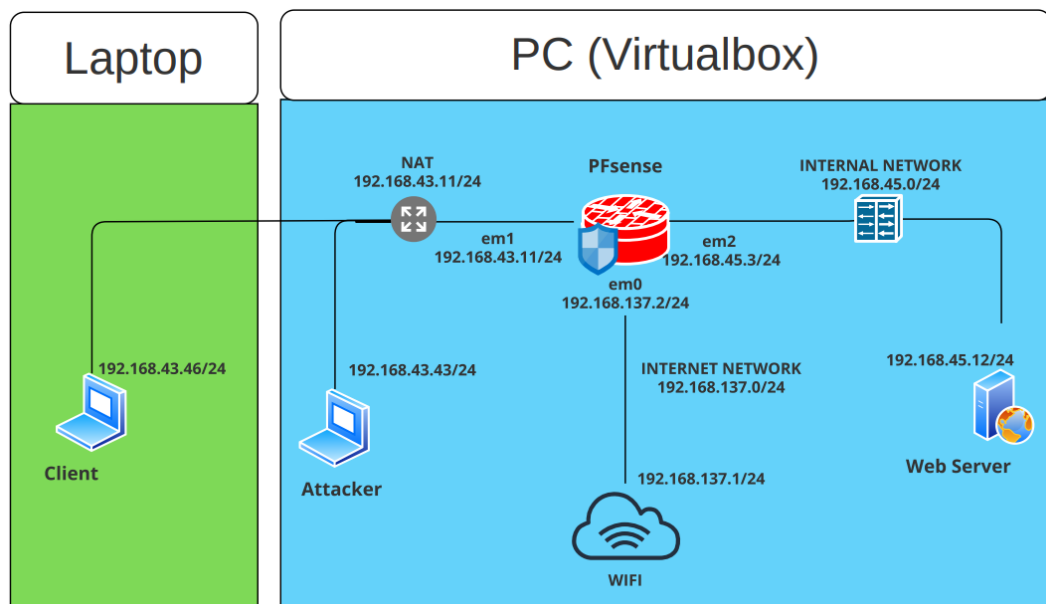 Laptop
PC (Virtualbox)
NAT
192.168.43.11/24
PFsense
INTERNAL NETWORK
192.168.45.0/24
em1
192.168.43.11/24
em2
192.168.45.3/24
em0
192.168.137.2/24
192.168.43.46/24
192.168.43.43/24
INTERNET NETWORK
192.168.137.0/24
192.168.45.12/24
Client
Attacker
Web Server
192.168.137.1/24
WIFI